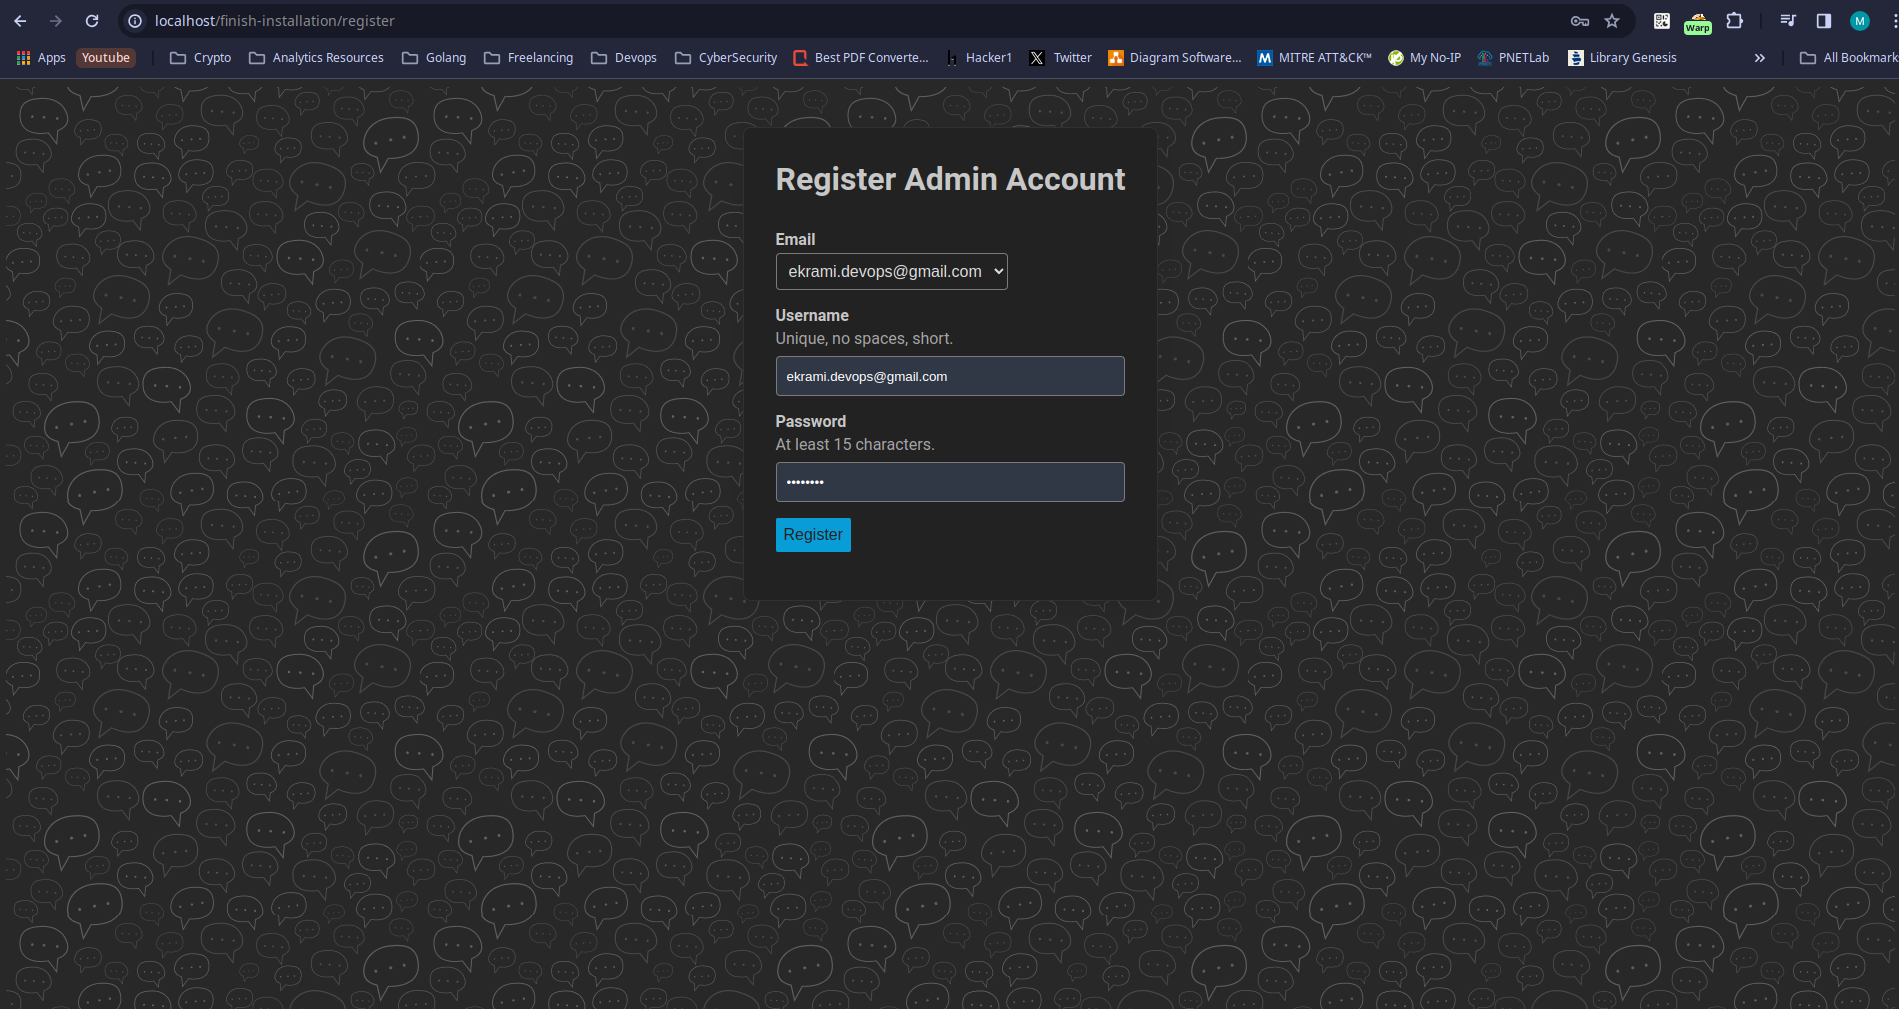 localhost/finish-installation/register
Warp
M
Apps Youtube Crypto Analytics Resources Golang Freelancing Devops CyberSecurity Best PDF Converte... Hacker1 Twitter Diagram Software... MITRE ATT&CK™ My No-IP PNETLab Library Genesis » All Bookmark
Register Admin Account
Email
ekrami.devops@gmail.com
Username
Unique, no spaces, short.
ekrami.devops@gmail.com
Password
At least 15 characters.
••••••••
Register